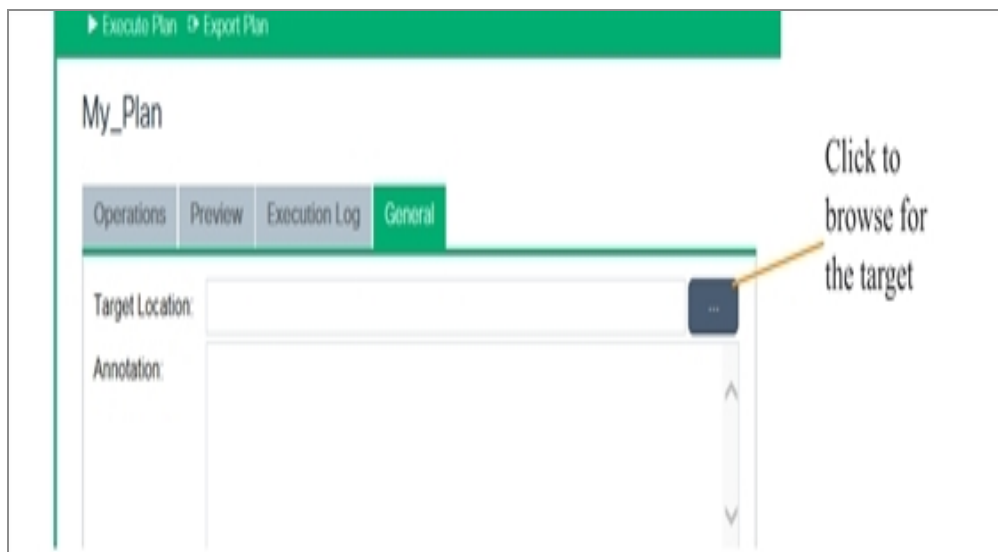 Execute Plan Export Plan
My_Plan
Operations Preview Execution Log General
Click to
browse for
the target
Target Location: ...
Annotation: